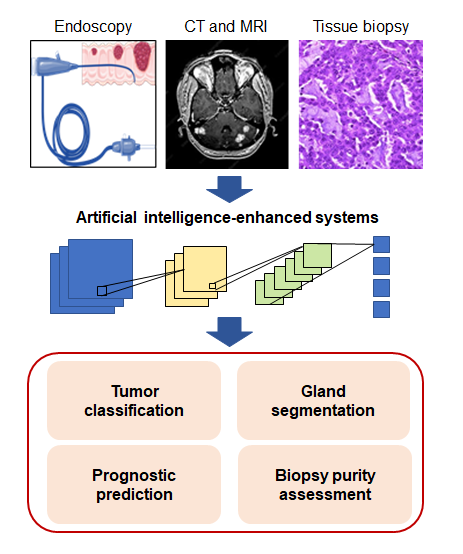 Endoscopy
CT and MRI
Tissue biopsy
Artificial intelligence-enhanced systems
Tumor
classification
Gland
segmentation
Prognostic
prediction
Biopsy purity
assessment